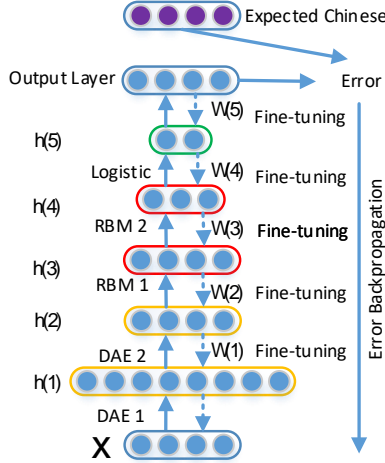 Expected Chinese
Output Layer
Error
W(5) Fine-tuning
h(5)
Logistic W(4) Fine-tuning
h(4)
RBM 2 W(3) Fine-tuning
h(3)
RBM 1 W(2) Fine-tuning
h(2)
DAE 2 W(1) Fine-tuning
h(1)
DAE 1
X
Error Backpropagation